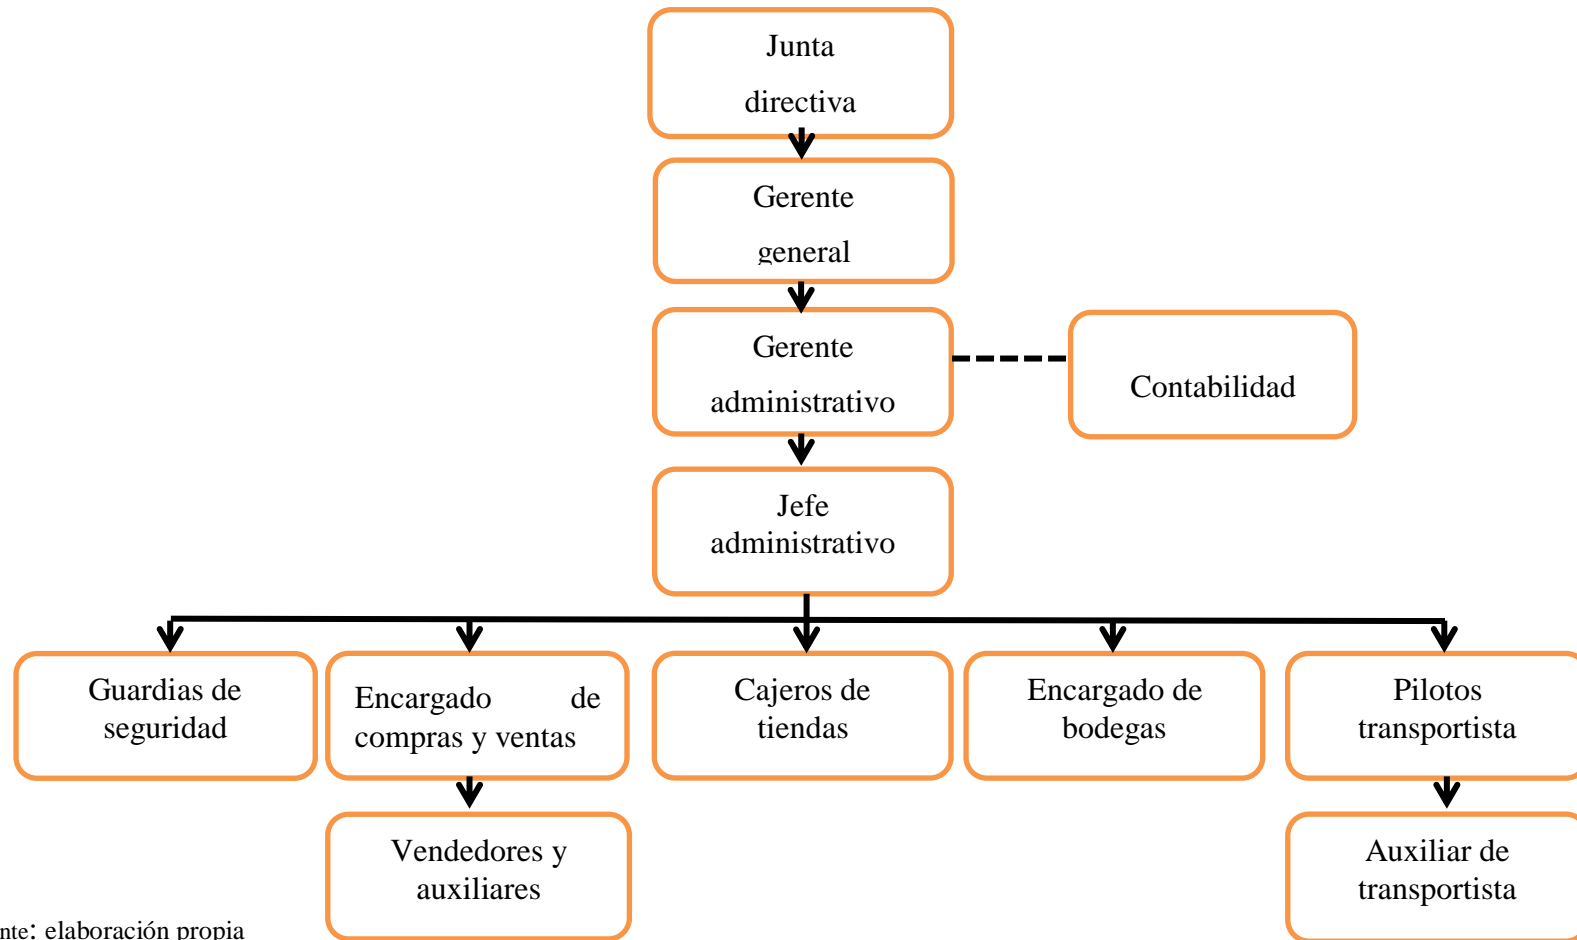 Junta
directiva
Gerente
general
Gerente
administrativo
Contabilidad
Jefe
administrativo
Guardias de
seguridad
Encargado de
compras y ventas
Cajeros de
tiendas
Encargado de
bodegas
Pilotos
transportista
Vendedores y
auxiliares
Auxiliar de
transportista
nte: elaboración propia